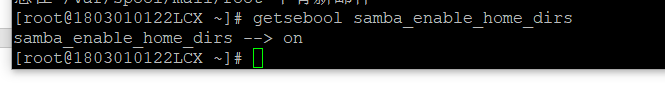 [root@1803010122LCX ~]# getsebool samba_enable_home_dirs
samba_enable_home_dirs --> on
[root@1803010122LCX ~]#